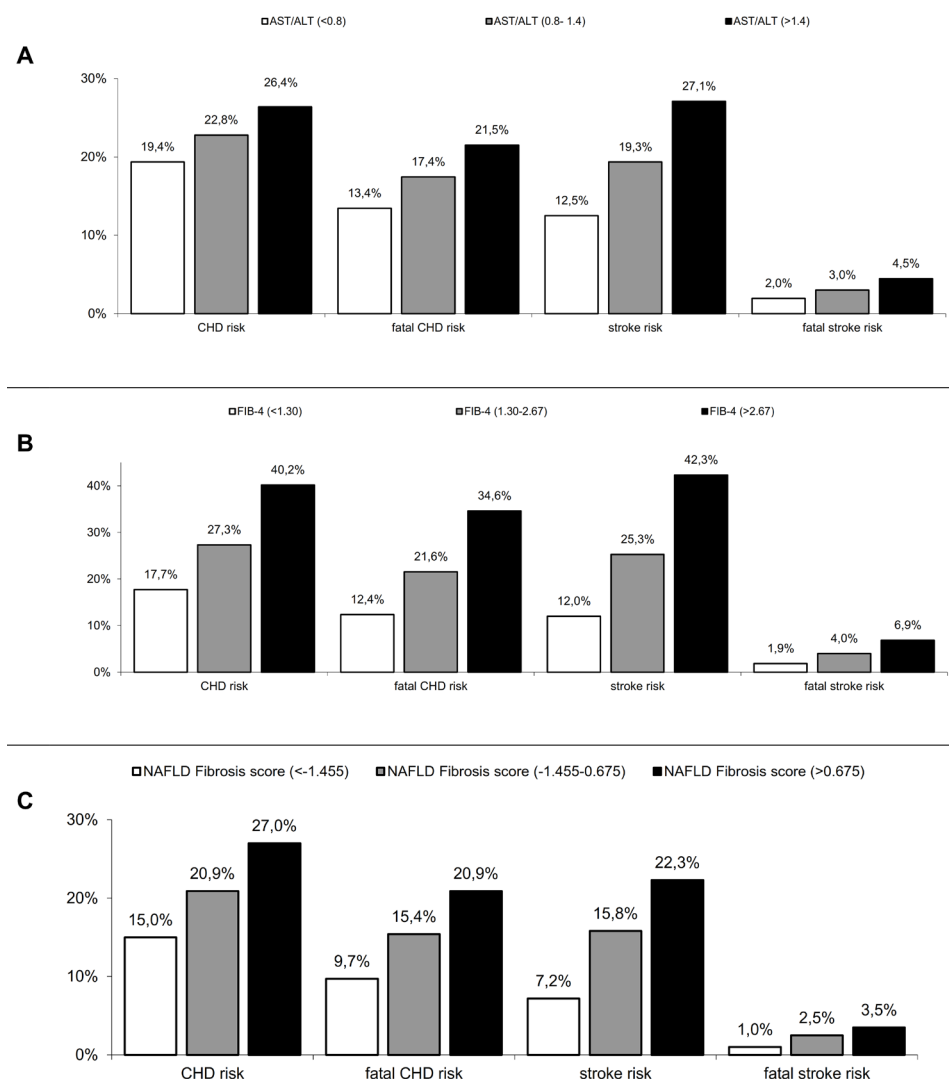 AST/ALT (<0.8) AST/ALT (0.8- 1.4) AST/ALT (>1.4)
A
30%
20%
10%
0%
19,4% 22,8% 26,4%
13,4% 17,4% 21,5%
12,5% 19,3% 27,1%
2,0% 3,0% 4,5%
CHD risk fatal CHD risk stroke risk fatal stroke risk
FIB-4 (<1.30) FIB-4 (1.30-2.67) FIB-4 (>2.67)
B
40%
30%
20%
10%
0%
17,7% 27,3% 40,2%
12,4% 21,6% 34,6%
12,0% 25,3% 42,3%
1,9% 4,0% 6,9%
CHD risk fatal CHD risk stroke risk fatal stroke risk
NAFLD Fibrosis score (<-1.455) NAFLD Fibrosis score (-1.455-0.675) NAFLD Fibrosis score (>0.675)
C
30%
20%
10%
0%
15,0% 20,9% 27,0%
9,7% 15,4% 20,9%
7,2% 15,8% 22,3%
1,0% 2,5% 3,5%
CHD risk fatal CHD risk stroke risk fatal stroke risk